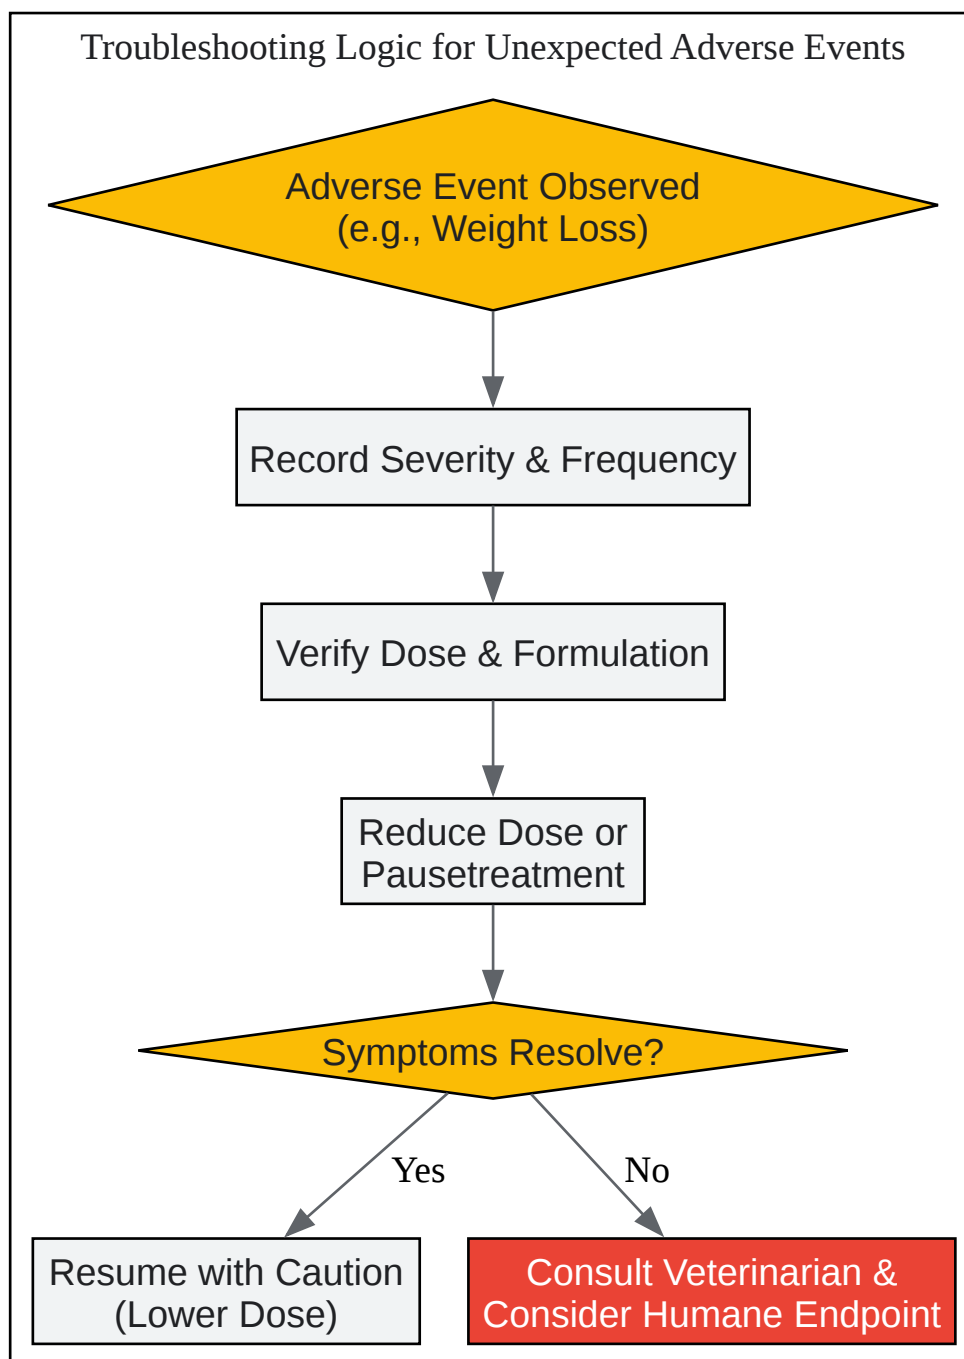 Troubleshooting Logic for Unexpected Adverse Events
Adverse Event Observed
(e.g., Weight Loss)
Record Severity & Frequency
Verify Dose & Formulation
Reduce Dose or
Pausetreatment
Symptoms Resolve?
Yes
No
Resume with Caution
(Lower Dose)
Consult Veterinarian &
Consider Humane Endpoint